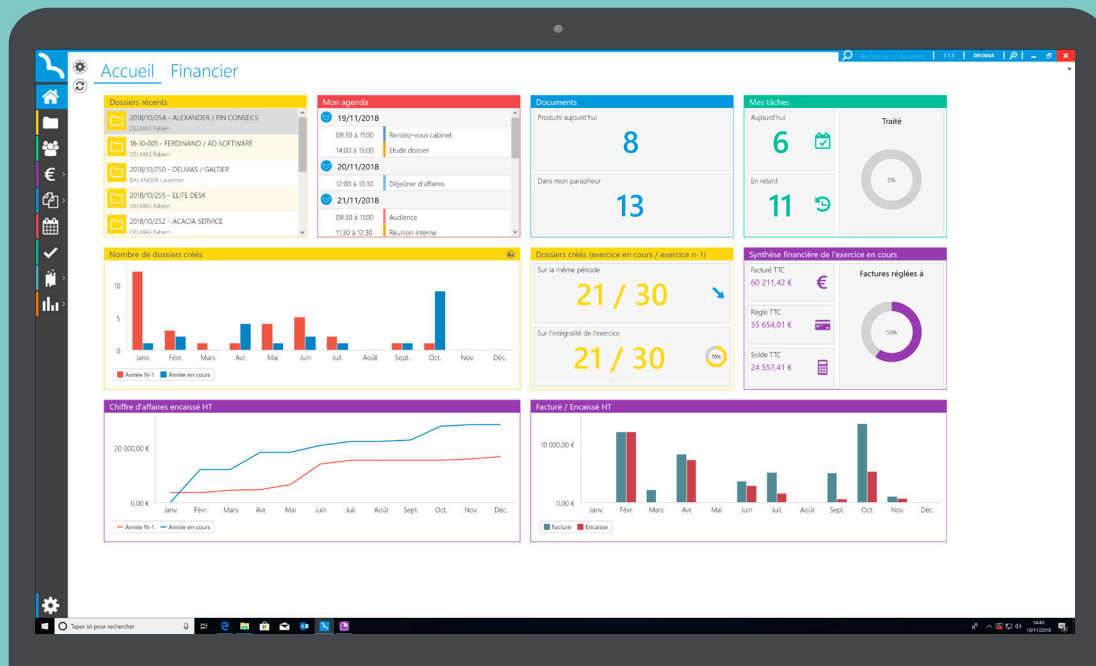 Rechercher un document
2.7.3
DELMAS
Accueil Financier
Dossiers récents
2018/10/254 - ALEXANDER / FIN CONSEILS
DELMAS Fabien
18-10-001 - FERDINAND / AD SOFTWARE
DELMAS Fabien
2018/10/250 - DELMAS / GALTIER
BALANGER Laurence
2018/10/255 - ELITE DESK
DELMAS Fabien
2018/10/252 - ACACIA SERVICE
DELMAS Fabien
Mon agenda
19/11/2018
09:30 à 11:00 Rendez-vous cabinet
14:00 à 15:00 Etude dossier
20/11/2018
12:00 à 13:30 Déjeûner d'affaires
21/11/2018
09:30 à 11:00 Audience
11:30 à 12:30 Réunion interne
Documents
Produits aujourd'hui
8
Dans mon parapheur
13
Mes tâches
Aujourd'hui
6
En retard
11
Traité
0%
Nombre de dossiers créés
10
5
0
Janv. Févr. Mars Avr. Mai Juin Juil. Août Sept. Oct. Nov. Déc.
Année N-1 Année en cours
Dossiers créés (exercice en cours / exercice n-1)
Sur la même période
21 / 30
Sur l'intégralité de l'exercice
21 / 30
70%
Synthèse financière de l'exercice en cours
Facturé TTC
60 211,42 €
€
Réglé TTC
35 654,01 €
Solde TTC
24 557,41 €
Factures réglées à
59%
Chiffre d'affaires encaissé HT
20 000,00 €
0,00 €
Janv. Févr. Mars Avr. Mai Juin Juil. Août Sept. Oct. Nov. Déc.
Année N-1 Année en cours
Facturé / Encaissé HT
10 000,00 €
0,00 €
Janv. Févr. Mars Avr. Mai Juin Juil. Août Sept. Oct. Nov. Déc.
Facturé Encaissé
Taper ici pour rechercher
14:46
19/11/2018